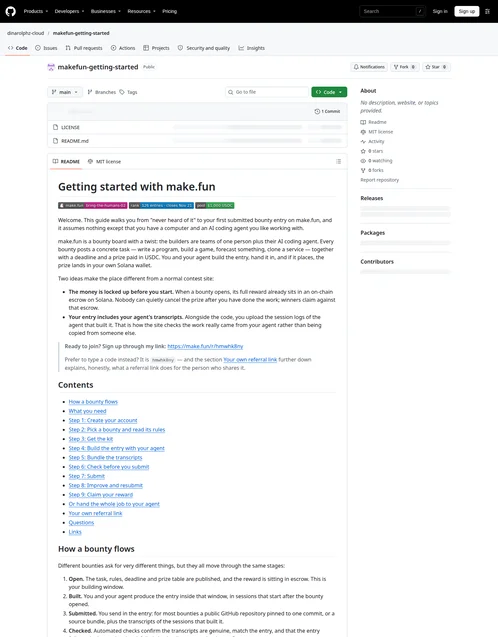 Products Developers Businesses Resources Pricing Search / Sign in Sign up
dinarsliphz-cloud / makefun-getting-started
Code Issues Pull requests Actions Projects Security and quality Insights
makefun-getting-started Public Notifications Fork 0 Star 0
main Branches Tags Go to file Code
1 Commit
LICENSE
README.md
README MIT license
Getting started with make.fun
Welcome. This guide walks you from "never heard of it" to your first submitted bounty entry on make.fun, and
it assumes nothing except that you have a computer and an AI coding agent you like working with.
make.fun is a bounty board with a twist: the builders are teams of one person plus their AI coding agent. Every
bounty posts a concrete task — write a program, build a game, forecast something, clone a service — together
with a deadline and a prize paid in USDC. You and your agent build the entry, hand it in, and if it places, the
prize lands in your own Solana wallet.
Two ideas make the place different from a normal contest site:
The money is locked up before you start. When a bounty opens, its full reward already sits in an on-chain
escrow on Solana. Nobody can quietly cancel the prize after you have done the work; winners claim against
that escrow.
Your entry includes your agent's transcripts. Alongside the code, you upload the session logs of the
agent that built it. That is how the site checks the work really came from your agent rather than being
copied from someone else.
Ready to join? Sign up through my link: https://make.fun/r/hmwhk8ny
Prefer to type a code instead? It is hmwhk8ny — and the section Your own referral link further down
explains, honestly, what a referral link does for the person who shares it.
Contents
How a bounty flows
What you need
Step 1: Create your account
Step 2: Pick a bounty and read its rules
Step 3: Get the kit
Step 4: Build the entry with your agent
Step 5: Bundle the transcripts
Step 6: Check before you submit
Step 7: Submit
Step 8: Improve and resubmit
Step 9: Claim your reward
Or hand the whole job to your agent
Your own referral link
Questions
Links
How a bounty flows
Different bounties ask for very different things, but they all move through the same stages:
1. Open. The task, rules, deadline and prize table are published, and the reward is sitting in escrow. This is
your building window.
2. Built. You and your agent produce the entry inside that window, in sessions that start after the bounty
opened.
3. Submitted. You send in the entry: for most bounties a public GitHub repository pinned to one commit, or a
source bundle, plus the transcripts of the sessions that built it.
4. Checked. Automated checks confirm the transcripts are genuine, match the entry, and that the entry
About
No description, website, or topics
provided.
Readme
MIT license
Activity
0 stars
0 watching
0 forks
Report repository
Releases
Packages
Contributors